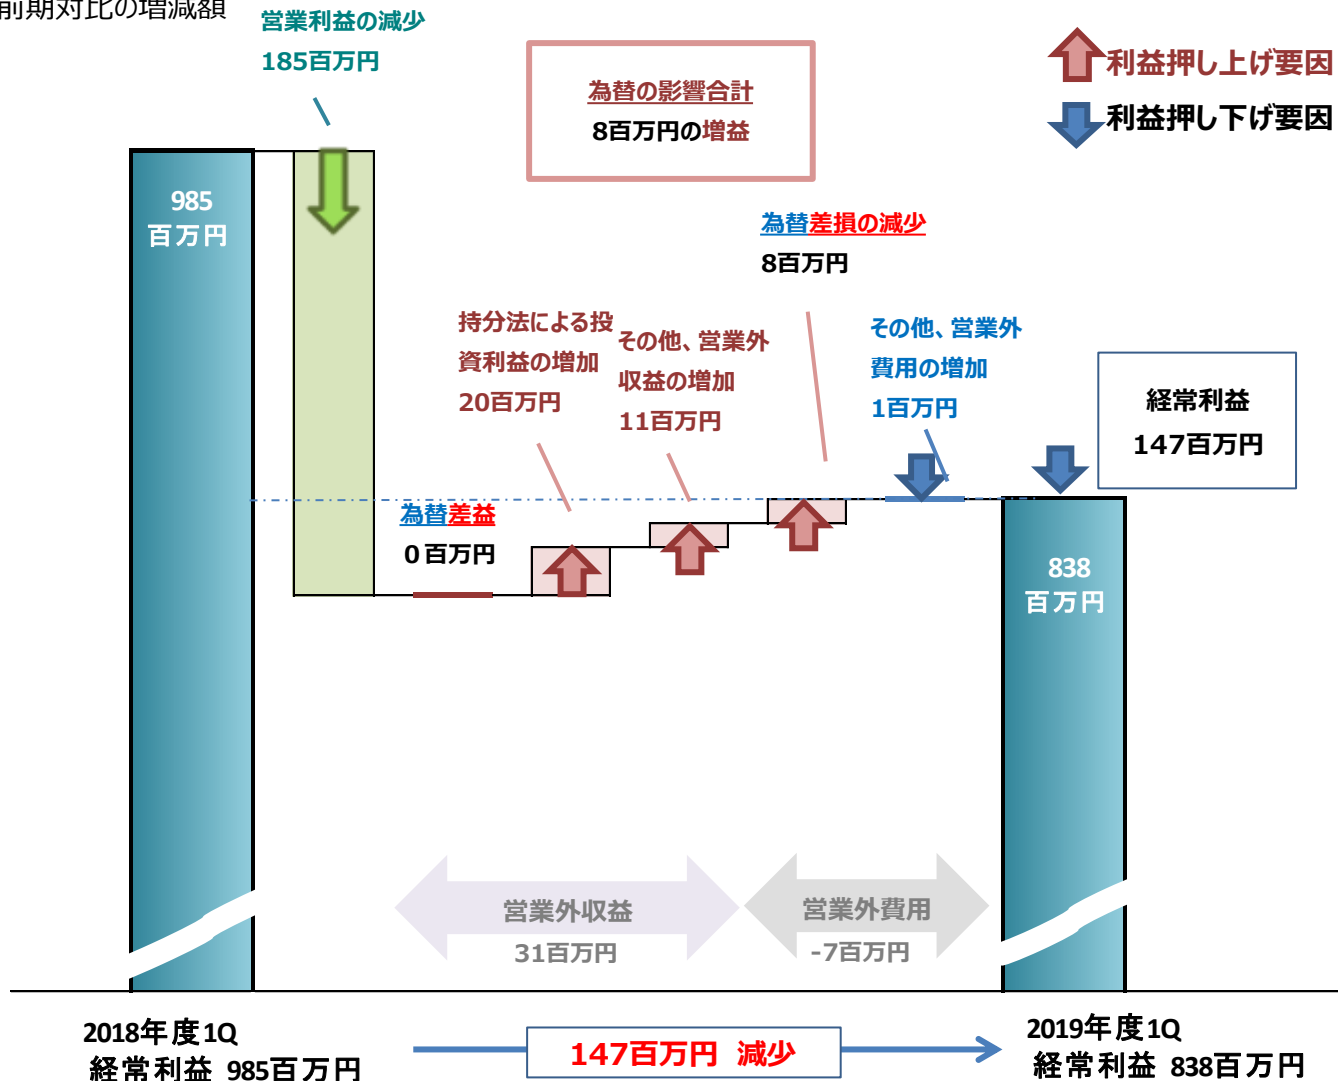 前期対比の増減額
営業利益の減少
185百万円
為替の影響合計
8百万円の増益
利益押し上げ要因
利益押し下げ要因
985
百万円
為替差損の減少
8百万円
持分法による投
資利益の増加
20百万円
その他、営業外
収益の増加
11百万円
その他、営業外
費用の増加
1百万円
経常利益
147百万円
為替差益
0百万円
838
百万円
営業外収益
31百万円
営業外費用
-7百万円
2018年度1Q
経常利益 985百万円
147百万円 減少
2019年度1Q
経常利益 838百万円